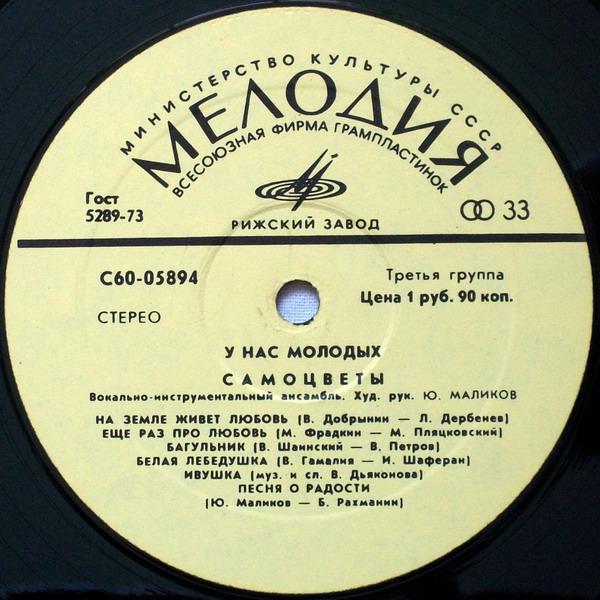 МИНИСТЕРСТВО КУЛЬТУРЫ СССР
МЕЛОДИЯ
ВСЕСОЮЗНАЯ ФИРМА ГРАМПЛАСТИНОК
РИЖСКИЙ ЗАВОД
Гост
5289-73
33
С60-05894
СТЕРЕО
Третья группа
Цена 1 руб. 90 коп.
У НАС МОЛОДЫХ
САМОЦВЕТЫ
Вокально-инструментальный ансамбль. Худ. рук. Ю. МАЛИКОВ
НА ЗЕМЛЕ ЖИВЕТ ЛЮБОВЬ (В. Добрынин — Л. Дербенев)
ЕЩЕ РАЗ ПРО ЛЮБОВЬ (М. Фрадкин — М. Пляцковский)
БАГУЛЬНИК (В. Шаинский — В. Петров)
БЕЛАЯ ЛЕБЕДУШКА (В. Гамалия — И. Шаферан)
ИВУШКА (муз. и сл. В. Дьяконова)
ПЕСНЯ О РАДОСТИ
(Ю. Маликов — Б. Рахманин)